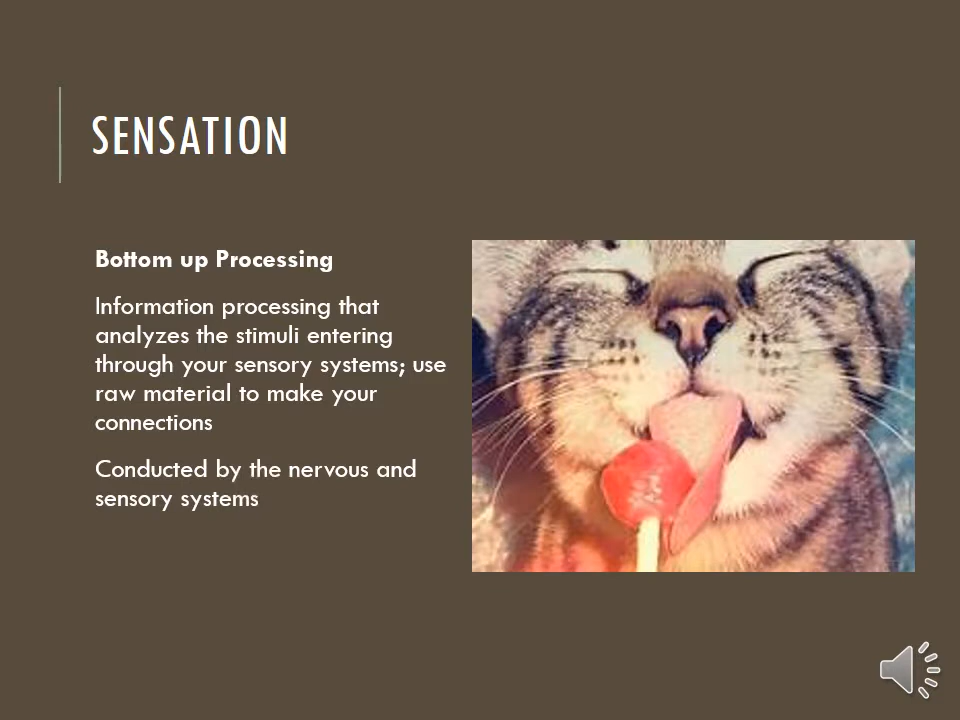 SENSATION
Bottom up Processing
Information processing that
analyzes the stimuli entering
through your sensory systems; use
raw material to make your
connections
Conducted by the nervous and
sensory systems